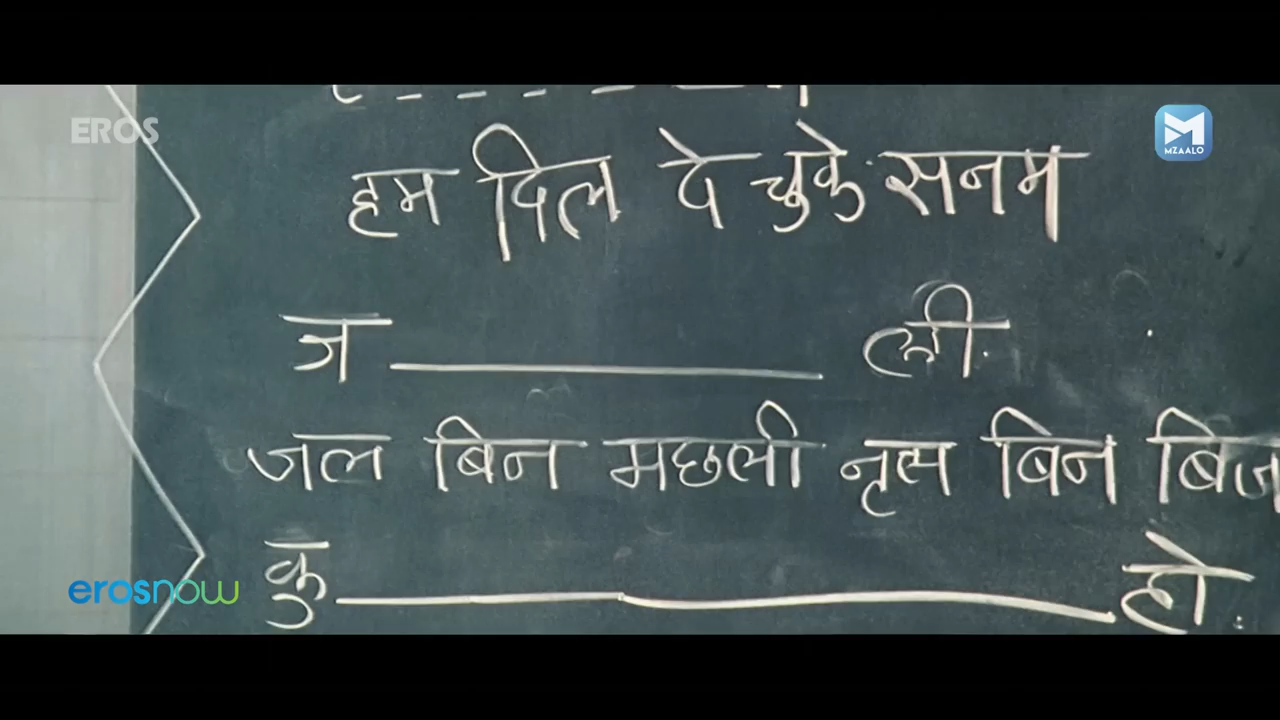 EROS
MZAALO
हम दिल दे चुके सनम
ज ली.
जल बिन मछली नृत्य बिन बिज
कु हो.
erosnow